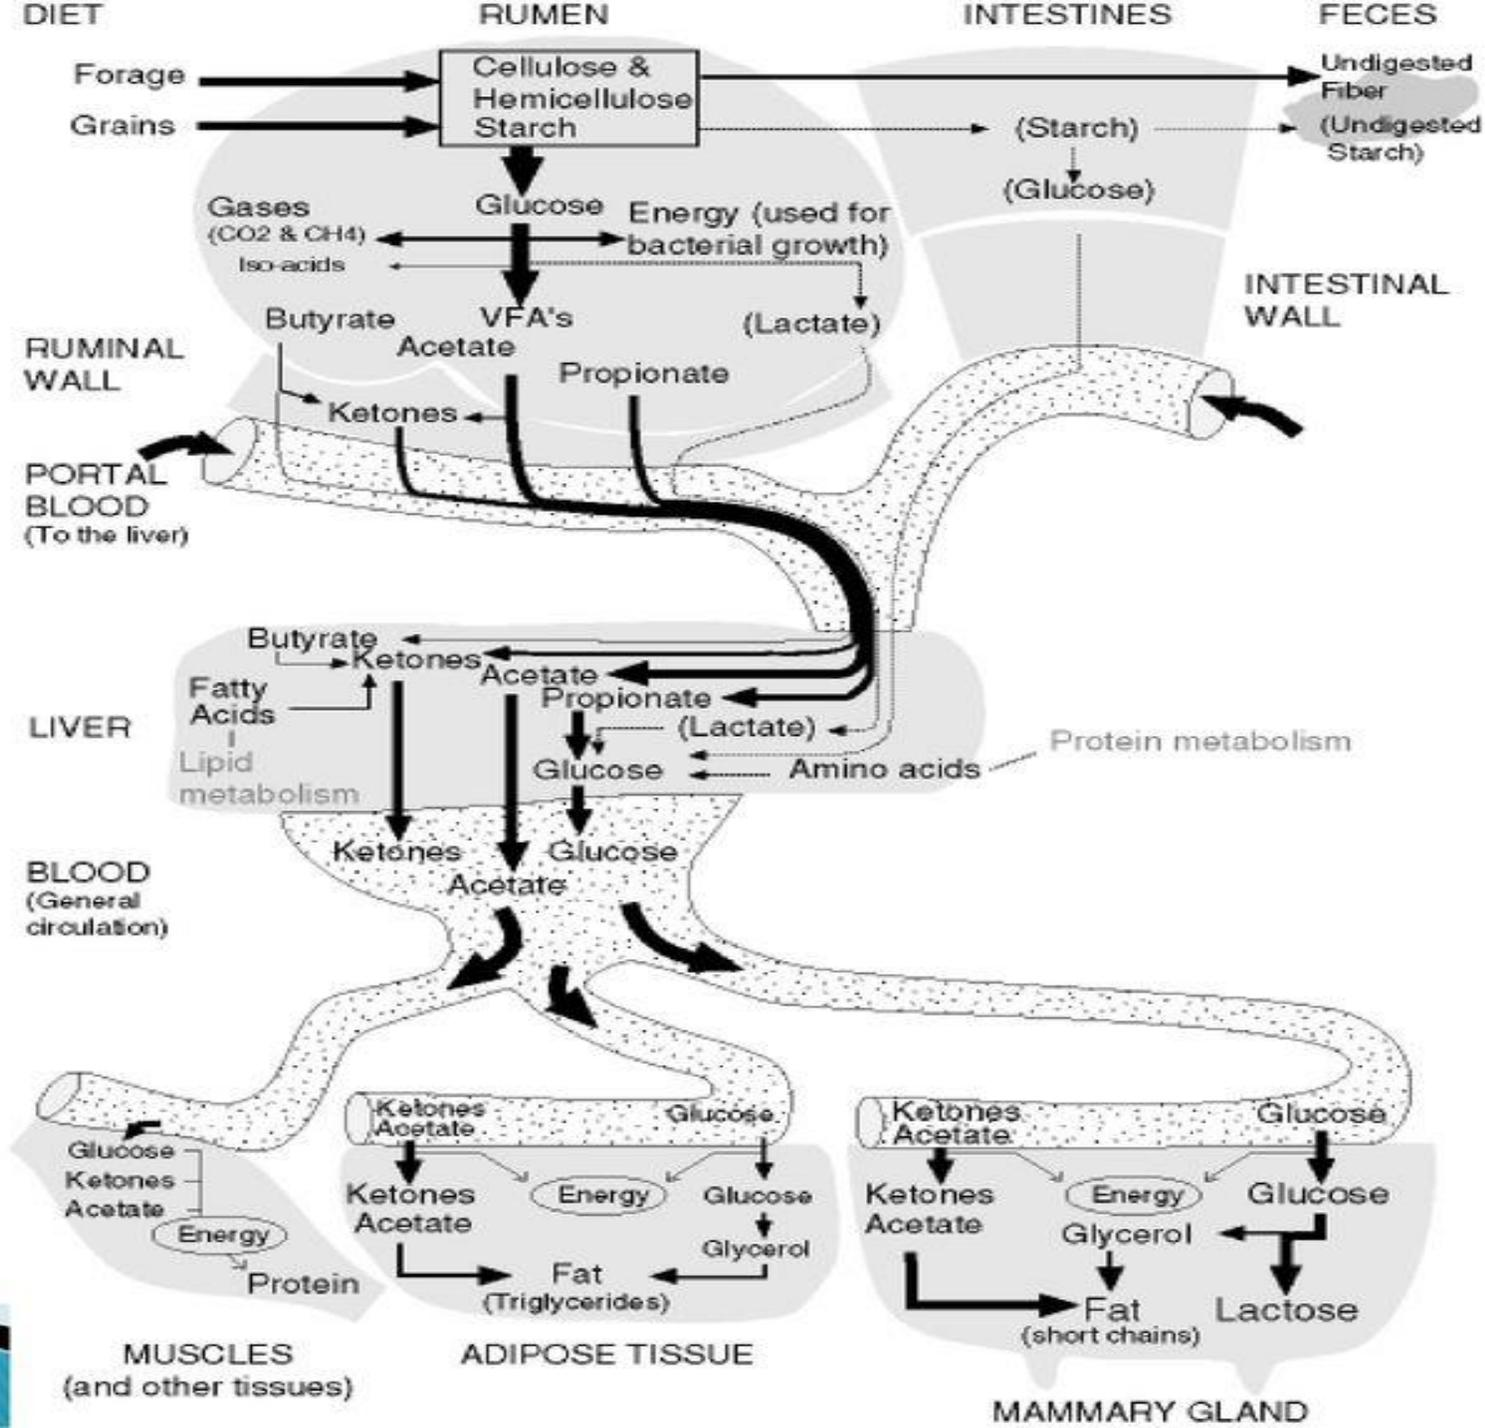 DIET
RUMEN
INTESTINES
FECES
Forage
Grains
Cellulose &
Hemicellulose
Starch
Undigested
Fiber
(Undigested
Starch)
(Starch)
(Glucose)
Gases
(CO2 & CH4)
Iso-acids
Glucose
Energy (used for
bacterial growth)
Butyrate
VFA's
Acetate
Propionate
(Lactate)
INTESTINAL
WALL
RUMINAL
WALL
Ketones
PORTAL
BLOOD
(To the liver)
LIVER
Butyrate
Ketones
Acetate
Propionate
Fatty
Acids
Lipid
metabolism
(Lactate)
Glucose
Amino acids
Protein metabolism
BLOOD
(General
circulation)
Ketones
Glucose
Acetate
Glucose
Ketones
Acetate
Energy
Protein
MUSCLES
(and other tissues)
Ketones
Acetate
Glucose
Ketones
Acetate
Energy
Glucose
Glycerol
Fat
(Triglycerides)
ADIPOSE TISSUE
Ketones
Acetate
Glucose
Ketones
Acetate
Energy
Glucose
Glycerol
Fat
(short chains)
Lactose
MAMMARY GLAND